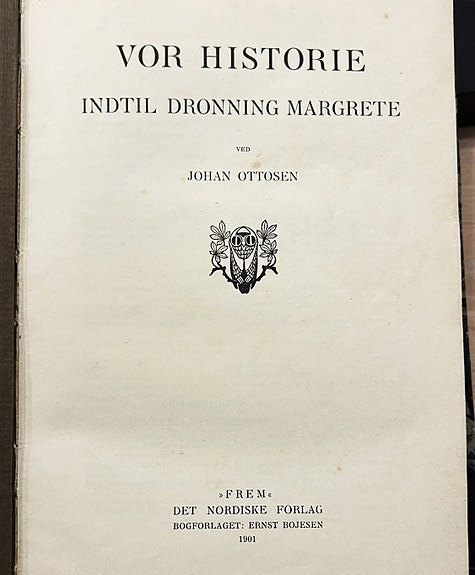 VOR HISTORIE
INDTIL DRONNING MARGRETE
VED
JOHAN OTTOSEN
»FREM«
DET NORDISKE FORLAG
BOGFORLAGET: ERNST BOJESEN
1901